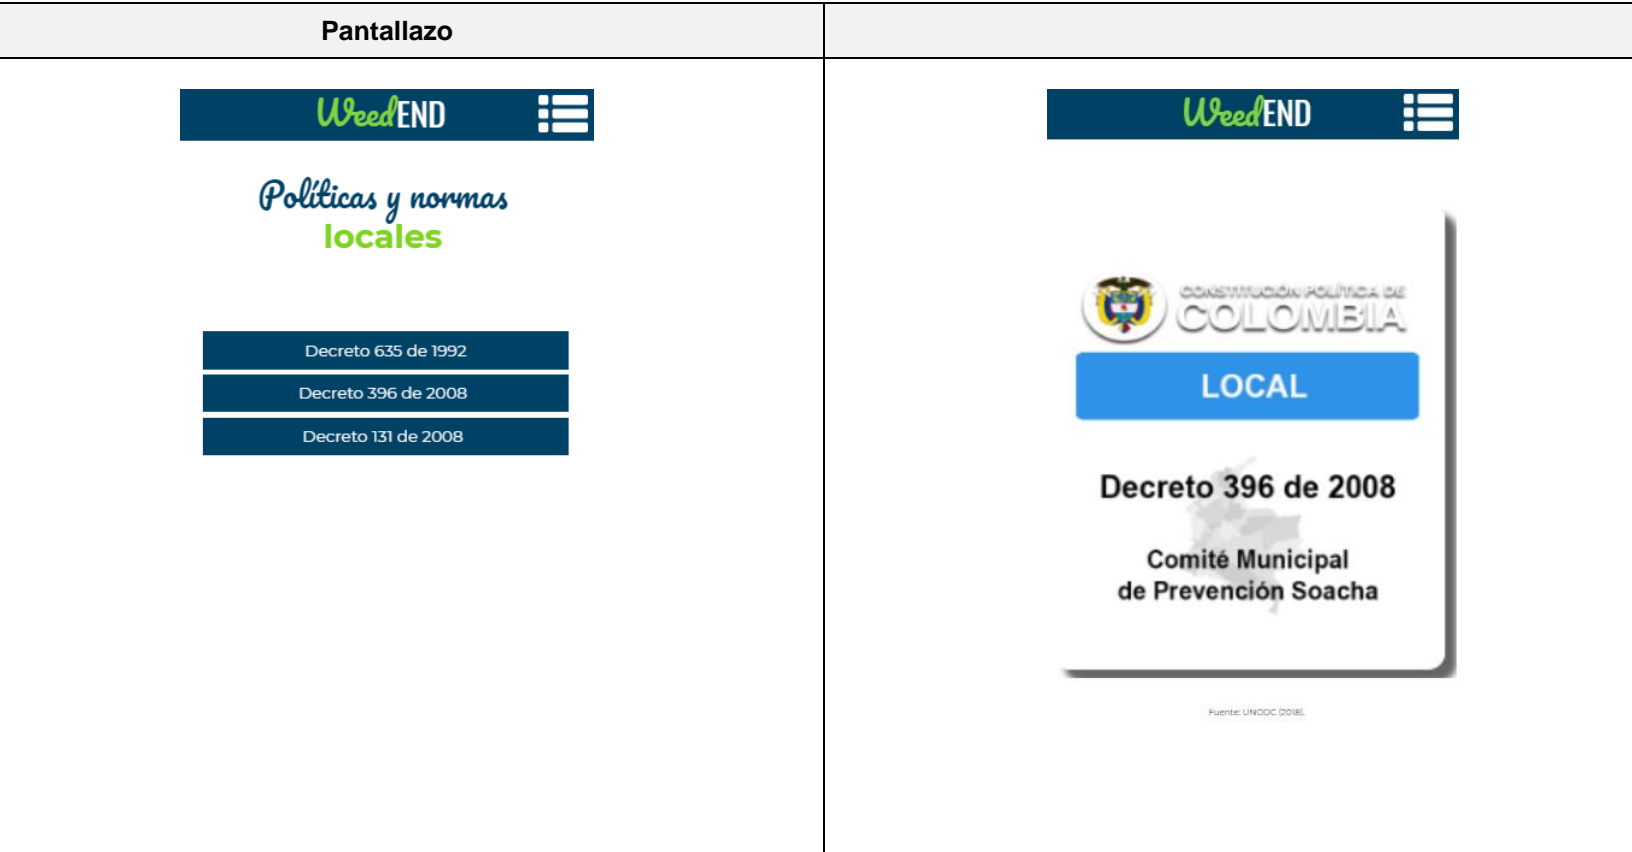 Pantallazo
WeedEND
Políticas y normas
locales
Decreto 635 de 1992
Decreto 396 de 2008
Decreto 131 de 2008
WeedEND
CONSTITUCIÓN POLÍTICA DE
COLOMBIA
LOCAL
Decreto 396 de 2008
Comité Municipal
de Prevención Soacha
Fuente: UNODC (2018).